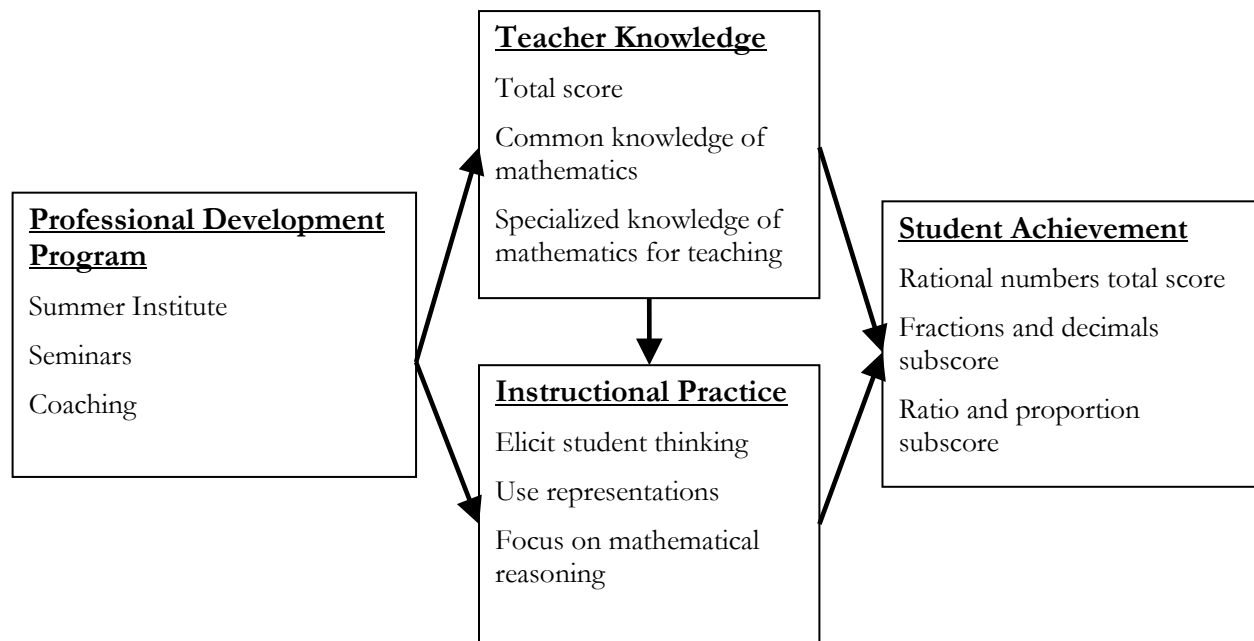 Teacher Knowledge
Total score
Common knowledge of
mathematics
Specialized knowledge of
mathematics for teaching
Professional Development
Program
Summer Institute
Seminars
Coaching
Instructional Practice
Elicit student thinking
Use representations
Focus on mathematical
reasoning
Student Achievement
Rational numbers total score
Fractions and decimals
subscore
Ratio and proportion
subscore